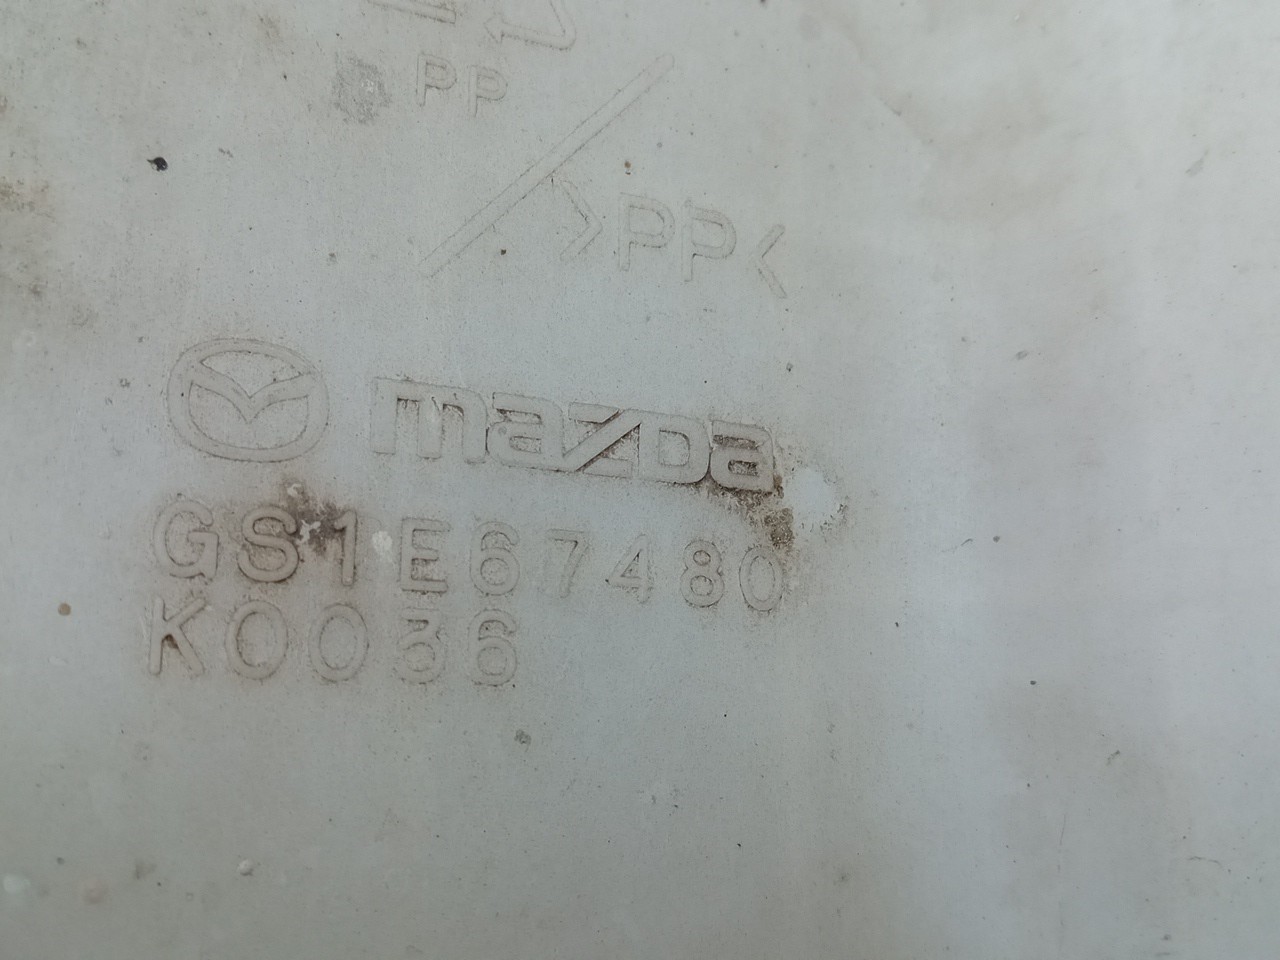 PP
>PP<
mazda
GS1E67480
K0036